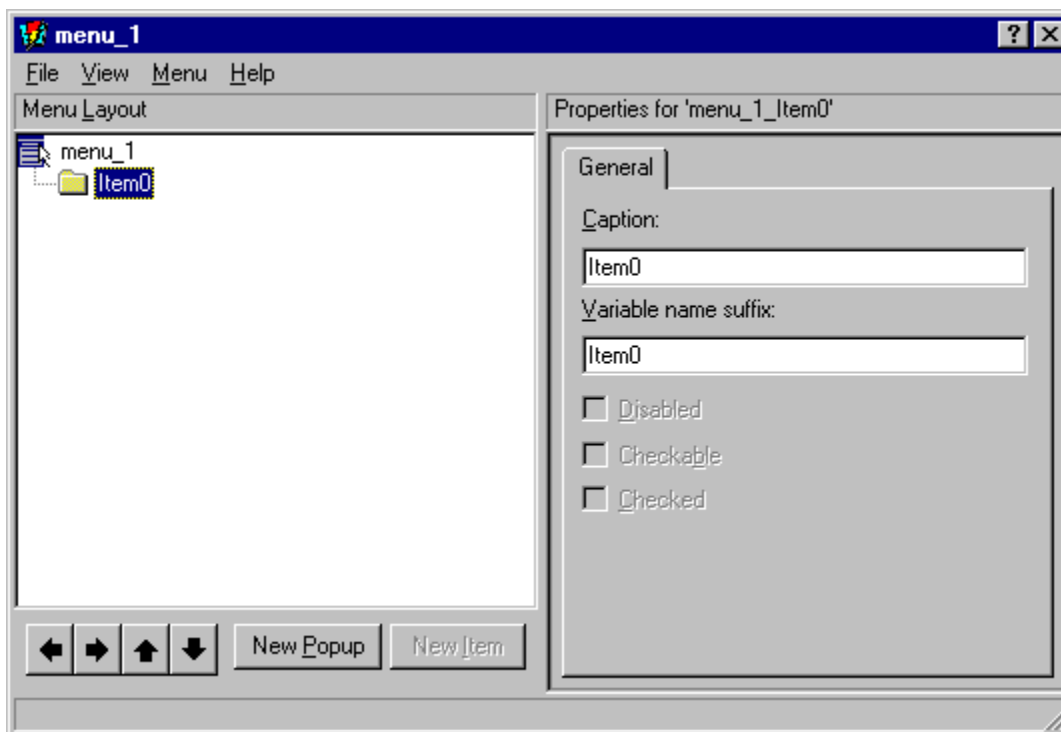 menu_1
File View Menu Help
Menu Layout
Properties for 'menu_1_Item0'
menu_1
Item0
General
Caption:
Item0
Variable name suffix:
Item0
Disabled
Checkable
Checked
New Popup New Item